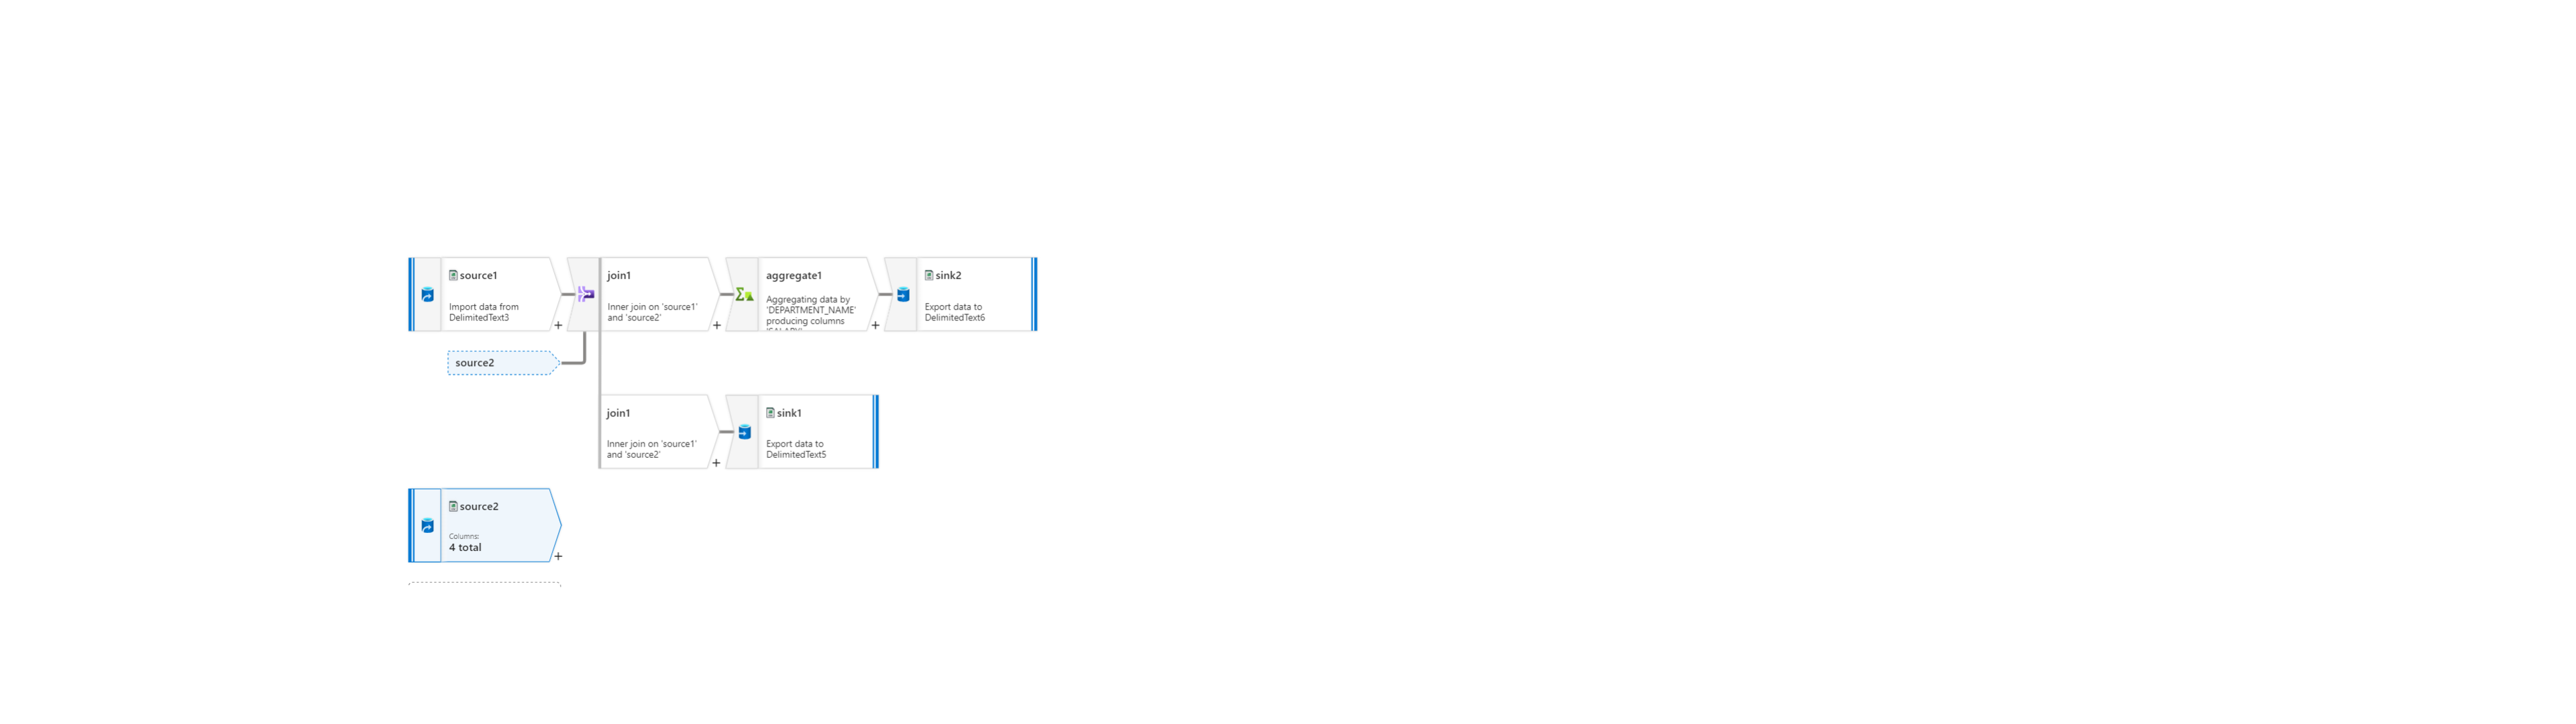 source1
Import data from
DelimitedText3
+
join1
Inner join on 'source1'
and 'source2'
+
aggregate1
Aggregating data by
'DEPARTMENT_NAME'
producing columns
+
sink2
Export data to
DelimitedText6
source2
join1
Inner join on 'source1'
and 'source2'
+
sink1
Export data to
DelimitedText5
source2
Columns:
4 total
+